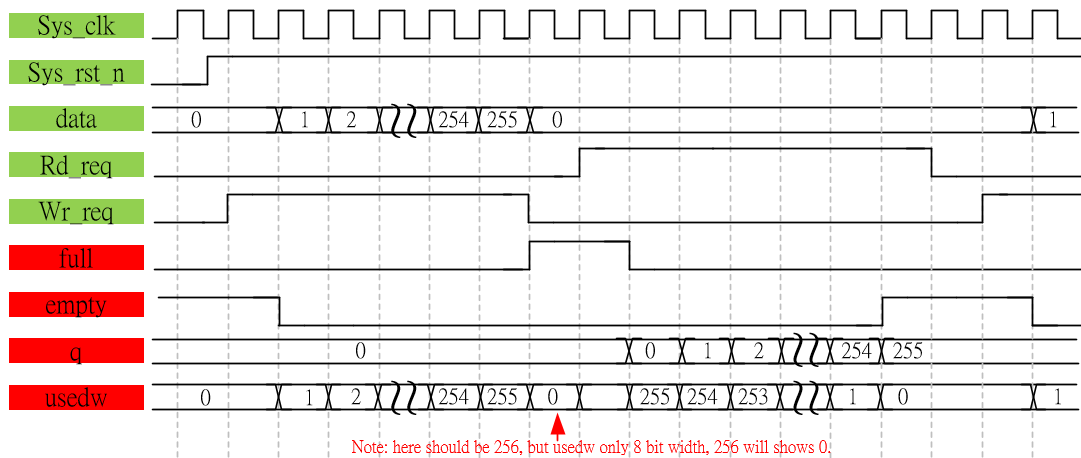 Sys_clk
Sys_rst_n
data 0 1 2 254 255 0 1
Rd_req
Wr_req
full
empty
q 0 0 1 2 254 255
usedw 0 1 2 254 255 0 255 254 253 1 0 1
Note: here should be 256, but usedw only 8 bit width, 256 will shows 0.